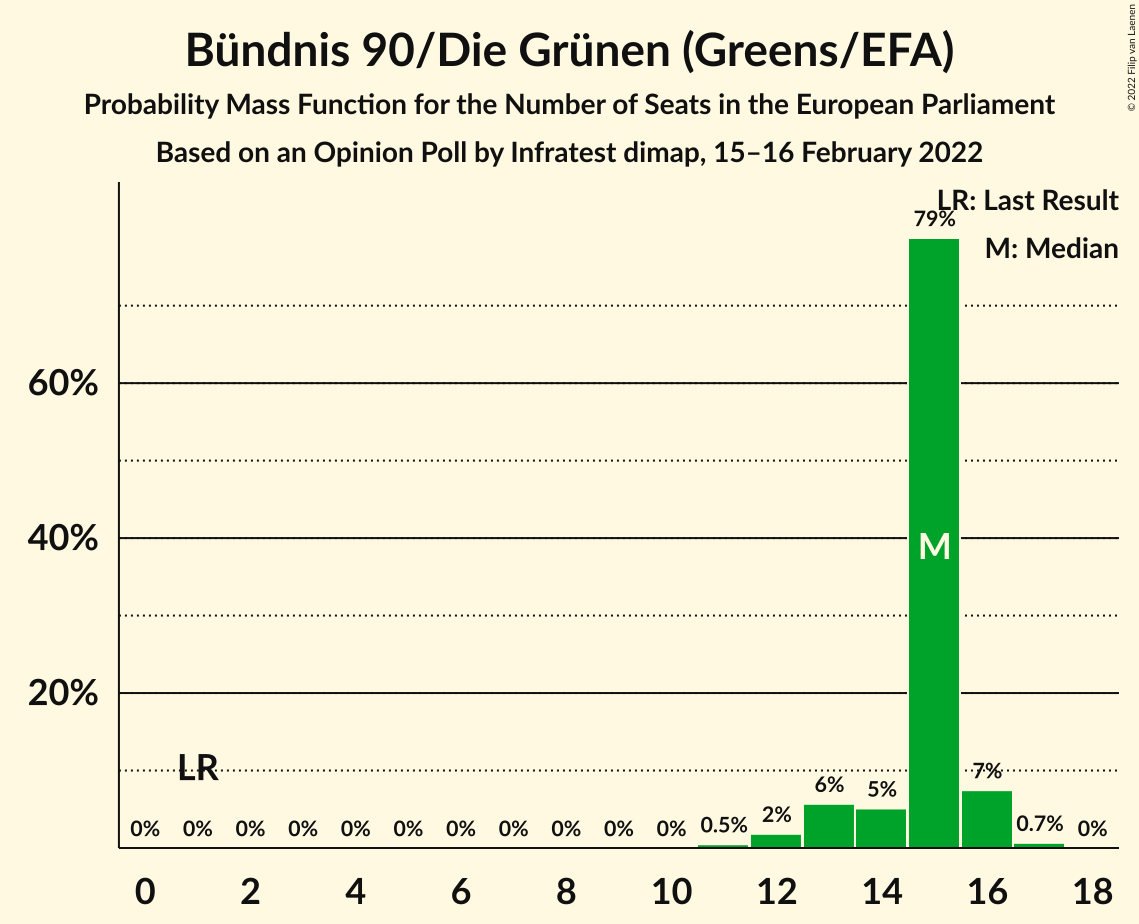 Bündnis 90/Die Grünen (Greens/EFA)
Probability Mass Function for the Number of Seats in the European Parliament
Based on an Opinion Poll by Infratest dimap, 15–16 February 2022
© 2022 Filip van Laenen
LR: Last Result
M: Median
79%
60%
40%
M
20%
LR
0% 0% 0% 0% 0% 0% 0% 0% 0% 0% 0% 0.5% 2% 6% 5% 7% 0.7% 0%
0 2 4 6 8 10 12 14 16 18